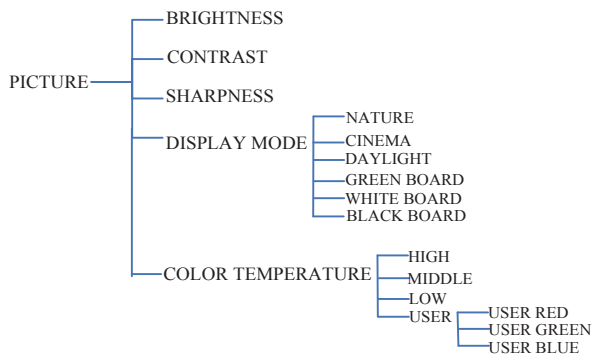 PICTURE
BRIGHTNESS
CONTRAST
SHARPNESS
DISPLAY MODE
NATURE
CINEMA
DAYLIGHT
GREEN BOARD
WHITE BOARD
BLACK BOARD
COLOR TEMPERATURE
HIGH
MIDDLE
LOW
USER
USER RED
USER GREEN
USER BLUE